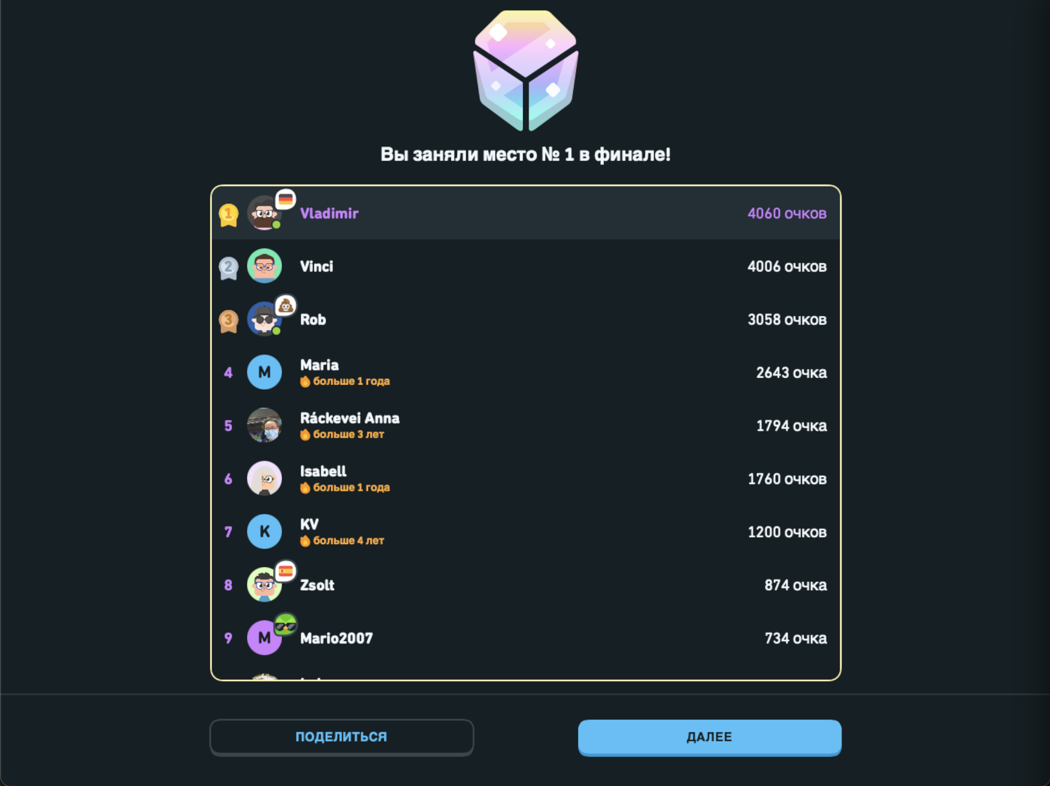 Вы заняли место № 1 в финале!
1 Vladimir 4060 очков
2 Vinci 4006 очков
3 Rob 3058 очков
4 M Maria 2643 очка
больше 1 года
5 Ráckevei Anna 1794 очка
больше 3 лет
6 Isabell 1760 очков
больше 1 года
7 K KV 1200 очков
больше 4 лет
8 Zsolt 874 очка
9 M Mario2007 734 очка
ПОДЕЛИТЬСЯ ДАЛЕЕ